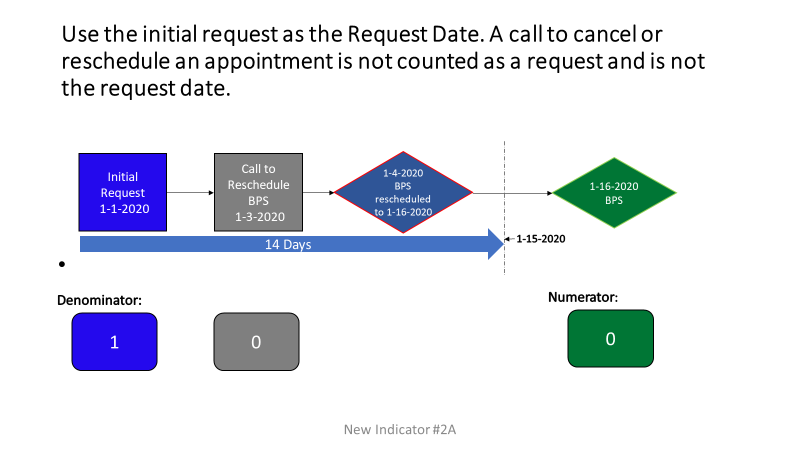 Use the initial request as the Request Date. A call to cancel or
reschedule an appointment is not counted as a request and is not
the request date.
Initial
Request
1-1-2020
Call to
Reschedule
BPS
1-3-2020
1-4-2020
BPS
rescheduled
to 1-16-2020
1-16-2020
BPS
14 Days
1-15-2020
•
Denominator:
Numerator:
1
0
0
New Indicator #2A